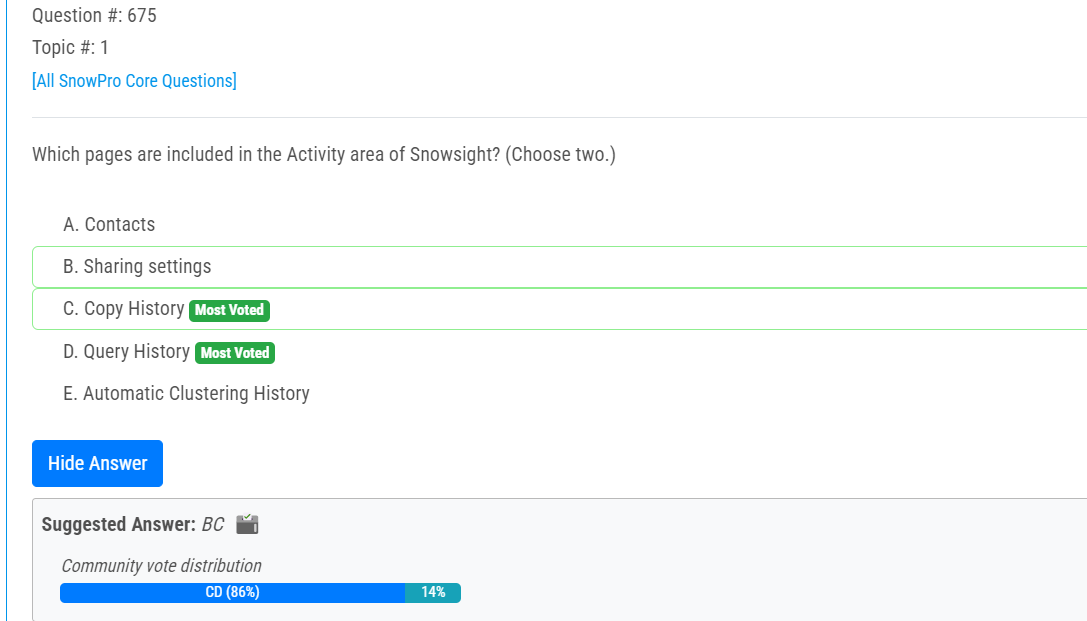 Question #: 675
Topic #: 1
[All SnowPro Core Questions]
Which pages are included in the Activity area of Snowsight? (Choose two.)
A. Contacts
B. Sharing settings
C. Copy History Most Voted
D. Query History Most Voted
E. Automatic Clustering History
Hide Answer
Suggested Answer: BC
Community vote distribution
CD (86%) 14%